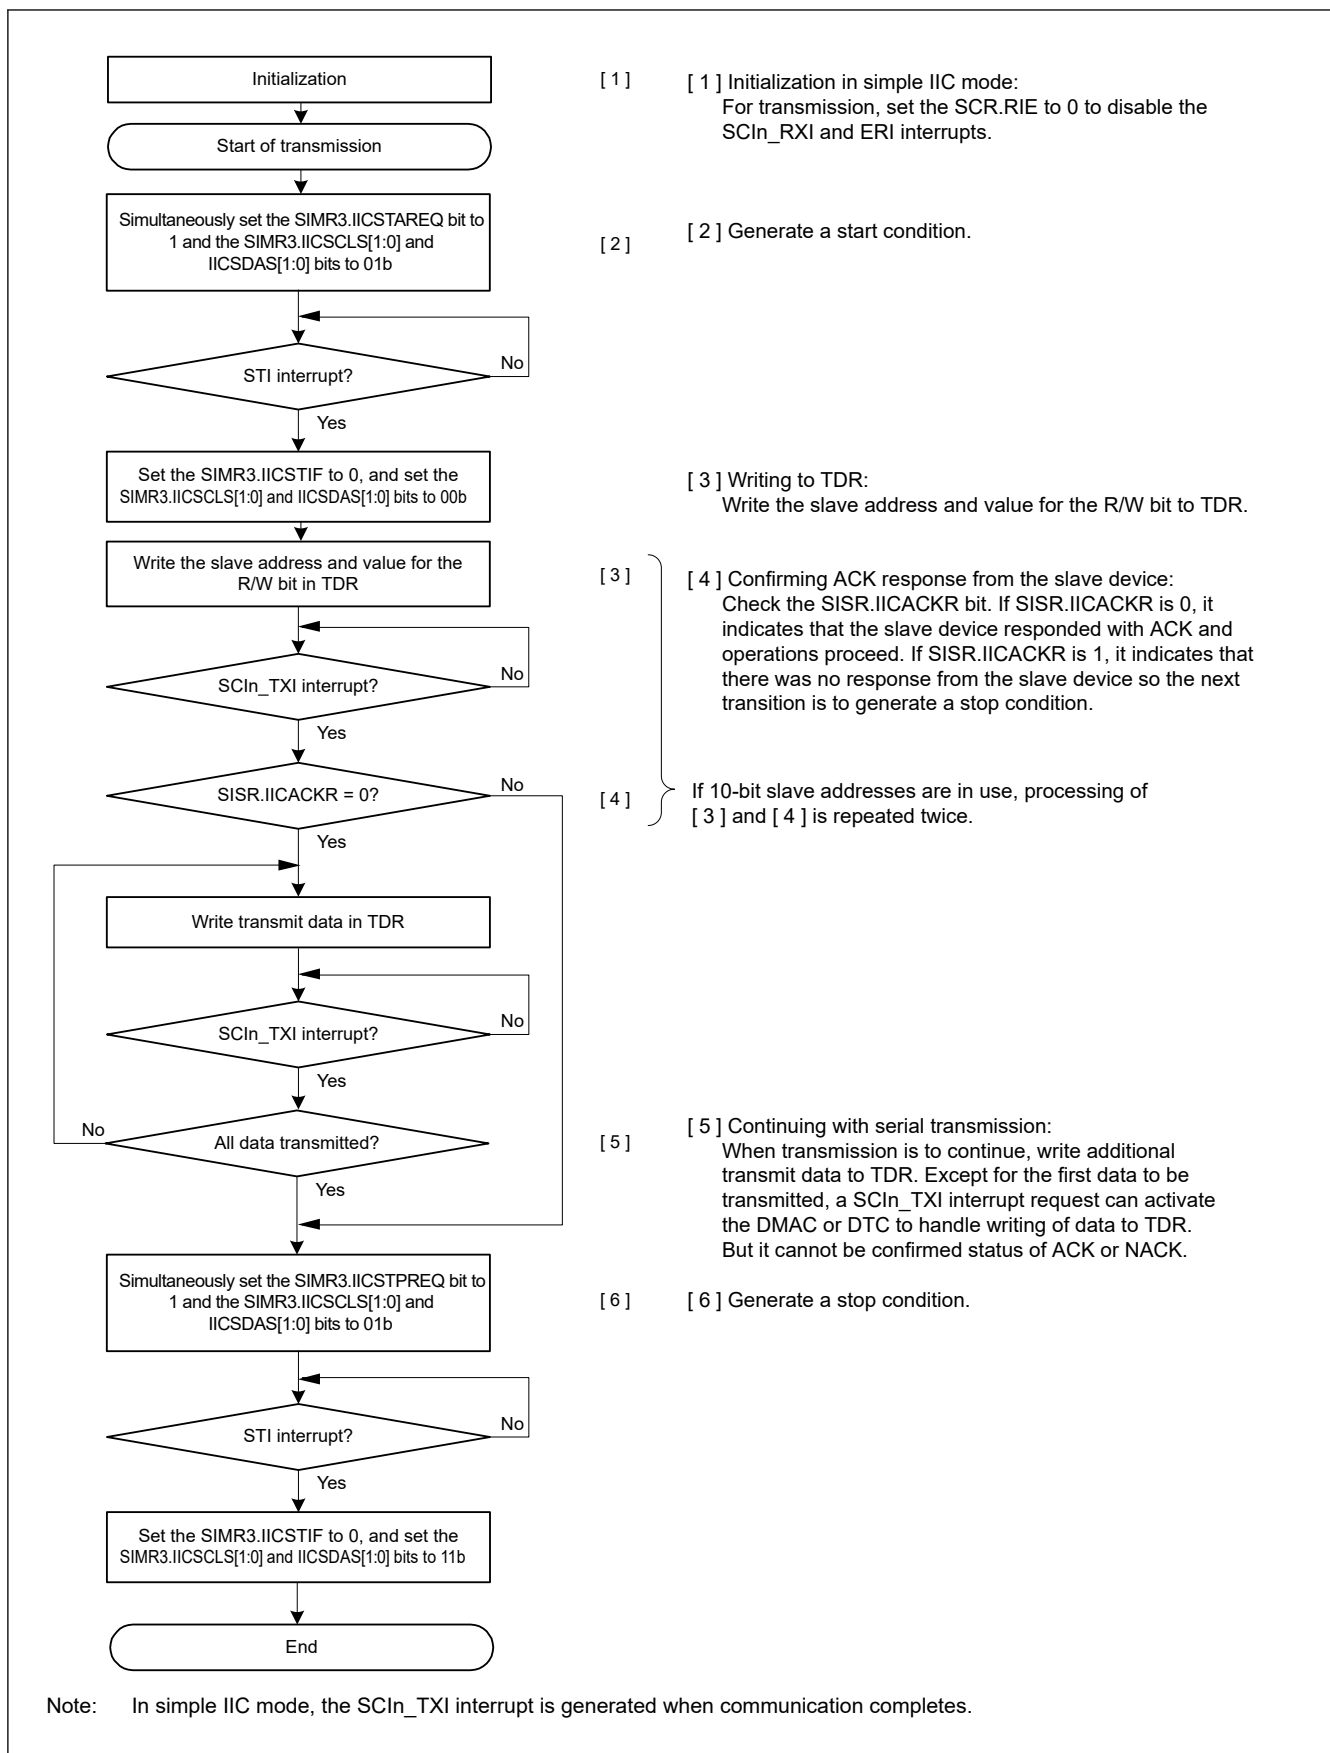 Initialization
[ 1 ]
[ 1 ] Initialization in simple IIC mode:
For transmission, set the SCR.RIE to 0 to disable the
SCIn_RXI and ERI interrupts.
Start of transmission
Simultaneously set the SIMR3.IICSTAREQ bit to
1 and the SIMR3.IICSCLS[1:0] and
IICSDAS[1:0] bits to 01b
[ 2 ]
[ 2 ] Generate a start condition.
STI interrupt?
No
Yes
Set the SIMR3.IICSTIF to 0, and set the
SIMR3.IICSCLS[1:0] and IICSDAS[1:0] bits to 00b
[ 3 ] Writing to TDR:
Write the slave address and value for the R/W bit to TDR.
Write the slave address and value for the
R/W bit in TDR
[ 3 ]
[ 4 ] Confirming ACK response from the slave device:
Check the SISR.IICACKR bit. If SISR.IICACKR is 0, it
indicates that the slave device responded with ACK and
operations proceed. If SISR.IICACKR is 1, it indicates that
there was no response from the slave device so the next
transition is to generate a stop condition.
SCIn_TXI interrupt?
No
Yes
SISR.IICACKR = 0?
No
[ 4 ]
If 10-bit slave addresses are in use, processing of
[ 3 ] and [ 4 ] is repeated twice.
Yes
Write transmit data in TDR
SCIn_TXI interrupt?
No
Yes
No
All data transmitted?
[ 5 ]
[ 5 ] Continuing with serial transmission:
When transmission is to continue, write additional
transmit data to TDR. Except for the first data to be
transmitted, a SCIn_TXI interrupt request can activate
the DMAC or DTC to handle writing of data to TDR.
But it cannot be confirmed status of ACK or NACK.
Yes
Simultaneously set the SIMR3.IICSTPREQ bit to
1 and the SIMR3.IICSCLS[1:0] and
IICSDAS[1:0] bits to 01b
[ 6 ]
[ 6 ] Generate a stop condition.
STI interrupt?
No
Yes
Set the SIMR3.IICSTIF to 0, and set the
SIMR3.IICSCLS[1:0] and IICSDAS[1:0] bits to 11b
End
Note: In simple IIC mode, the SCIn_TXI interrupt is generated when communication completes.